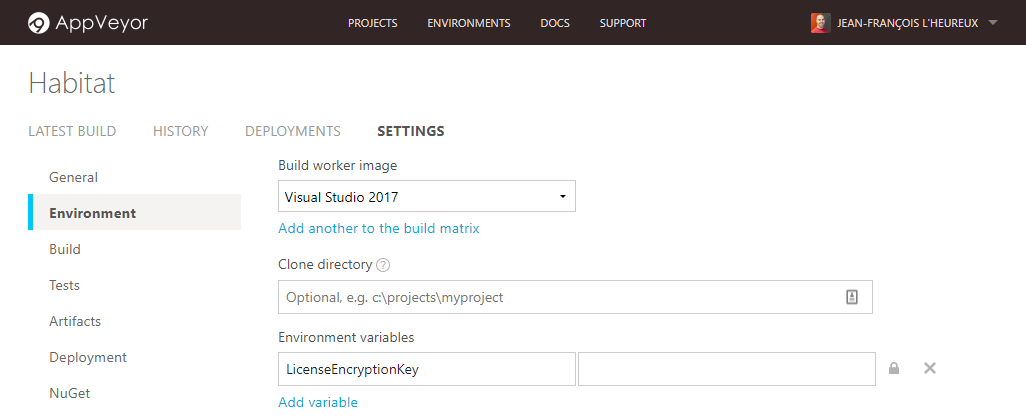 AppVeyor PROJECTS ENVIRONMENTS DOCS SUPPORT JEAN-FRANÇOIS L'HEUREUX
Habitat
LATEST BUILD HISTORY DEPLOYMENTS SETTINGS
General
Environment
Build
Tests
Artifacts
Deployment
NuGet
Build worker image
Visual Studio 2017
Add another to the build matrix
Clone directory ?
Optional, e.g. c:\projects\myproject
Environment variables
LicenseEncryptionKey
Add variable